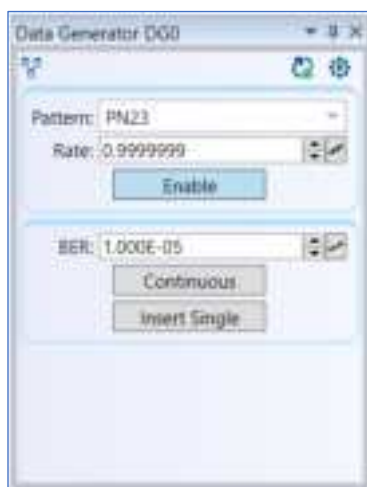 Data Generator DG0
Pattern: PN23
Rate: 0.9999999
Enable
BER: 1.000E-05
Continuous
Insert Single